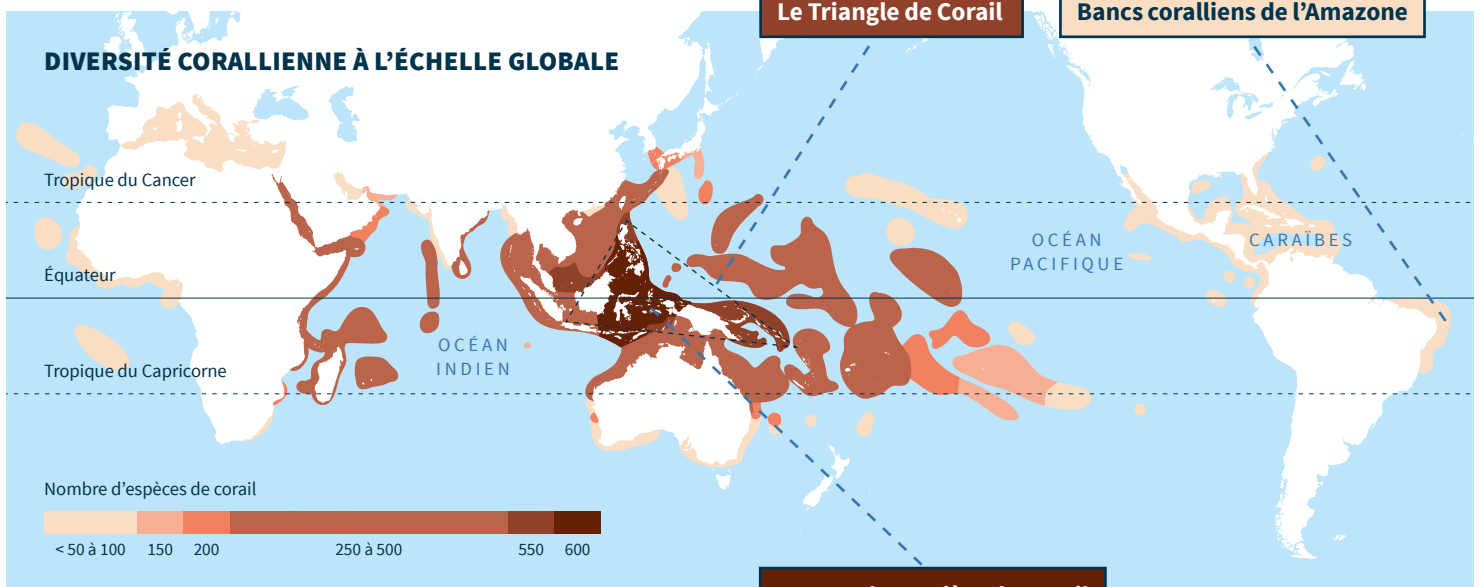 Le Triangle de Corail
Bancs coralliens de l’Amazone
DIVERSITÉ CORALLIENNE À L’ÉCHELLE GLOBALE
Tropique du Cancer
OCÉAN
PACIFIQUE
CARAÏBES
Équateur
OCÉAN
INDIEN
Tropique du Capricorne
Nombre d’espèces de corail
< 50 à 100
150
200
250 à 500
550
600